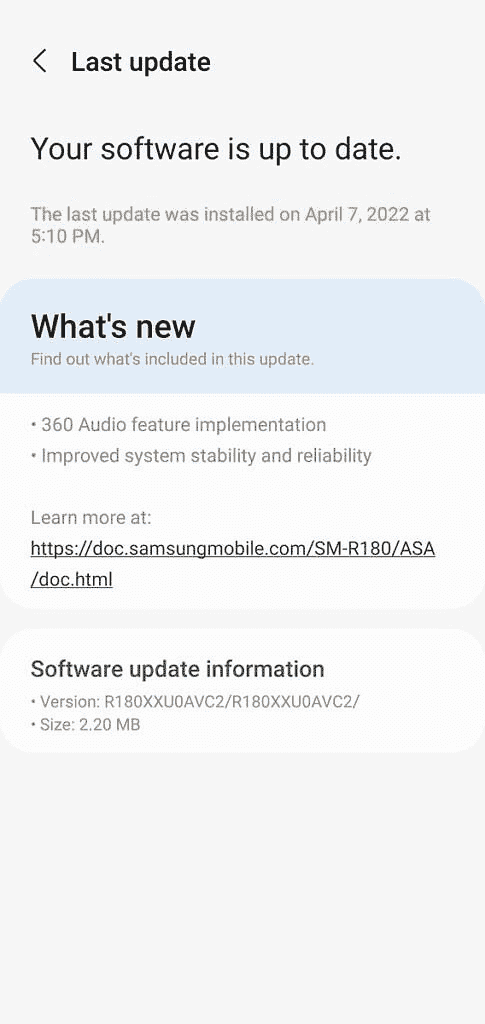 Last update
Your software is up to date.
The last update was installed on April 7, 2022 at
5:10 PM.
What's new
Find out what's included in this update.
• 360 Audio feature implementation
• Improved system stability and reliability
Learn more at:
https://doc.samsungmobile.com/SM-R180/ASA
/doc.html
Software update information
• Version: R180XXU0AVC2/R180XXU0AVC2/
• Size: 2.20 MB